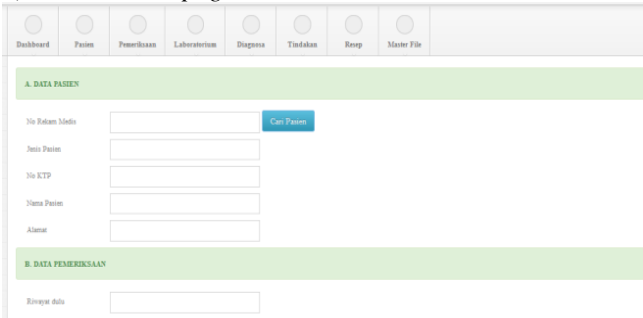 Dashboard Pasien Pemeriksaan Laboratorium Diagnosa Tindakan Resep Master File
A. DATA PASIEN
No Rekam Medis Cari Pasien
Jenis Pasien
No KTP
Nama Pasien
Alamat
B. DATA PEMERIKSAAN
Riwayat dulu